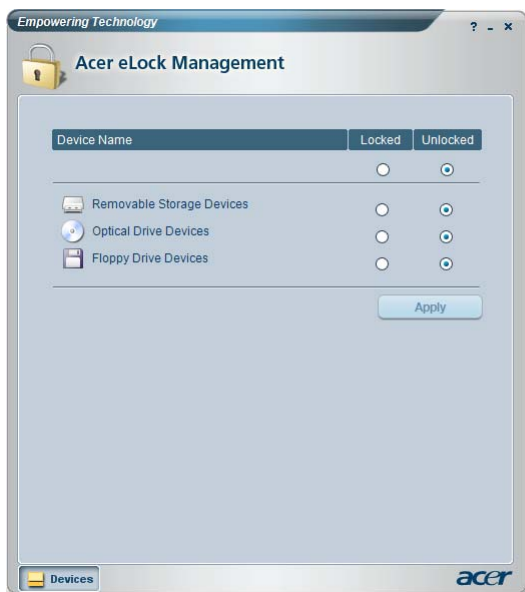 Empowering Technology
? - x
Acer eLock Management
Device Name Locked Unlocked
Removable Storage Devices
Optical Drive Devices
Floppy Drive Devices
Apply
Devices
acer